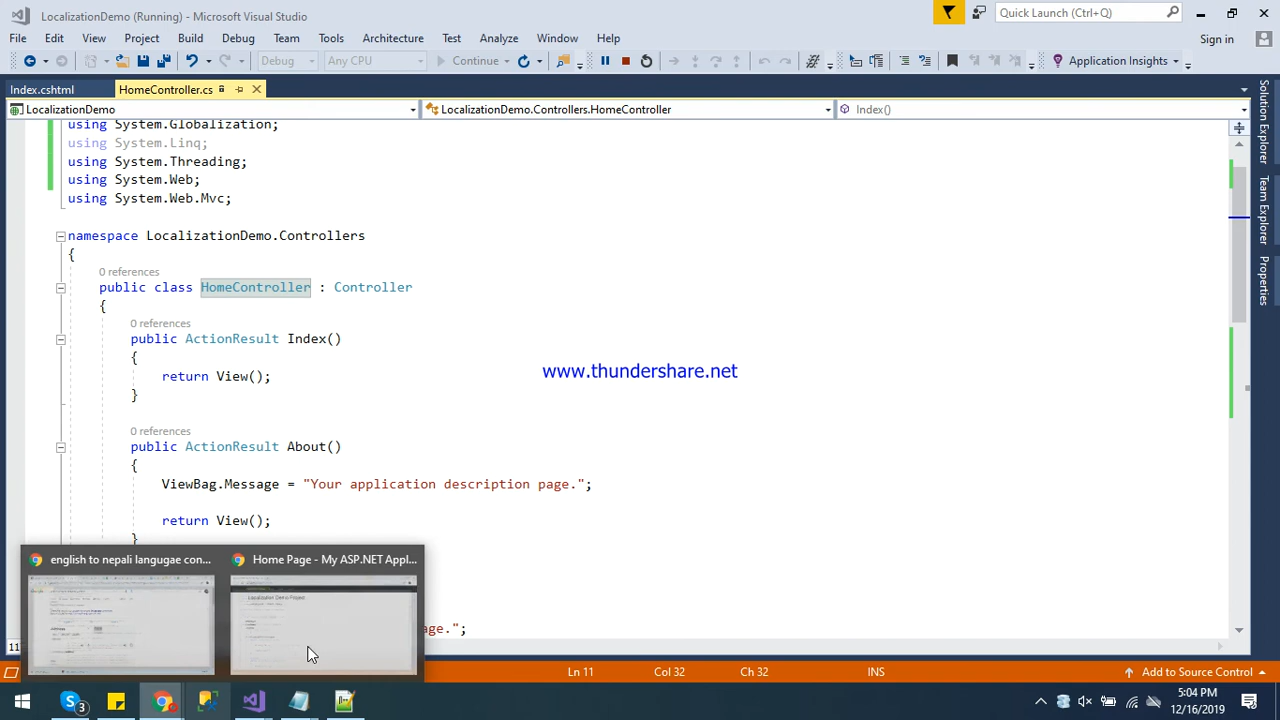 LocalizationDemo (Running) - Microsoft Visual Studio
Quick Launch (Ctrl+Q)
File Edit View Project Build Debug Team Tools Architecture Test Analyze Window Help
Sign in
Debug Any CPU Continue Application Insights
Index.cshtml HomeController.cs
LocalizationDemo LocalizationDemo.Controllers.HomeController Index()
using System.Globalization;
using System.Linq;
using System.Threading;
using System.Web;
using System.Web.Mvc;
namespace LocalizationDemo.Controllers
{
0 references
public class HomeController : Controller
{
0 references
public ActionResult Index()
{
return View();
}
www.thundershare.net
0 references
public ActionResult About()
{
ViewBag.Message = "Your application description page.";
return View();
}
english to nepali langugae con... Home Page - My ASP.NET Appl...
Localization Demo Project
age.";
Solution Explorer
Team Explorer
Properties
Ln 11 Col 32 Ch 32 INS Add to Source Control
3
5:04 PM
12/16/2019